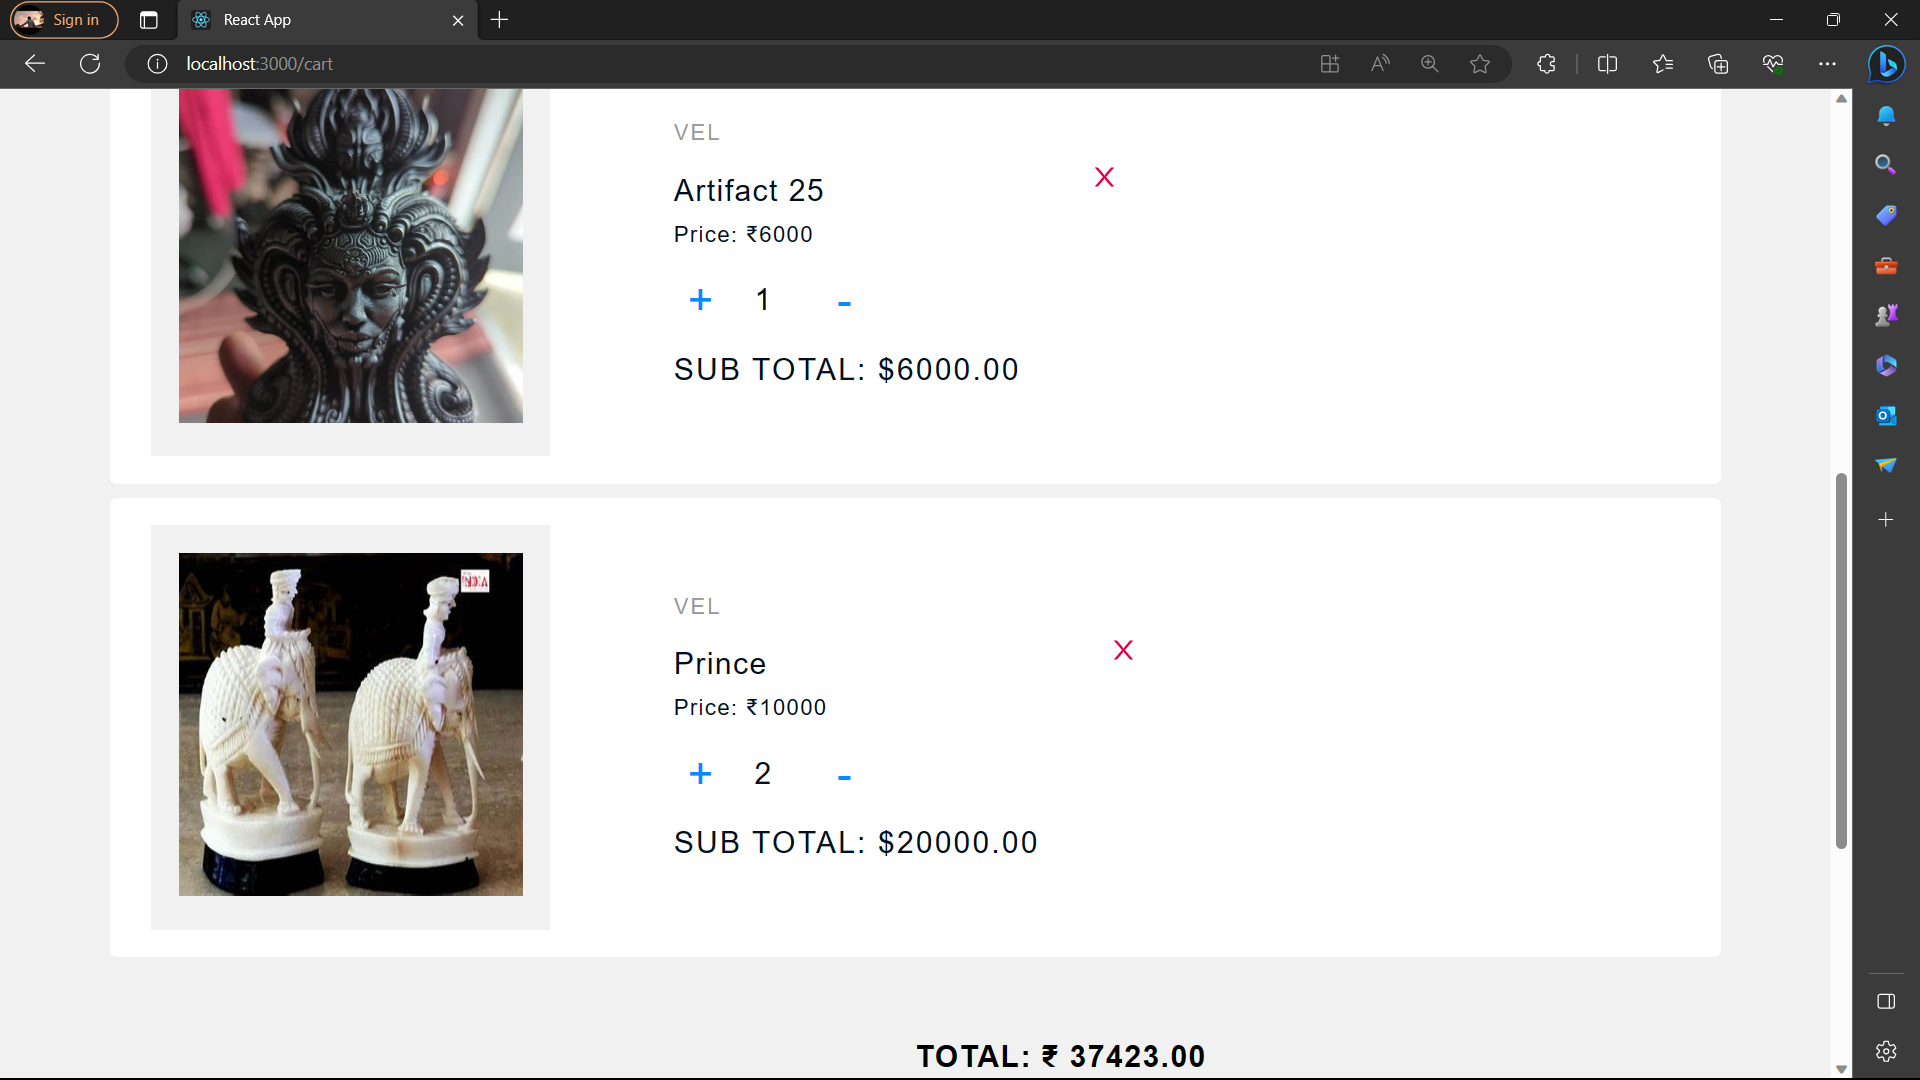 Sign in
React App
localhost:3000/cart
VEL
Artifact 25
X
Price: ₹6000
+ 1 -
SUB TOTAL: $6000.00
INDIA
VEL
Prince
X
Price: ₹10000
+ 2 -
SUB TOTAL: $20000.00
TOTAL: ₹ 37423.00